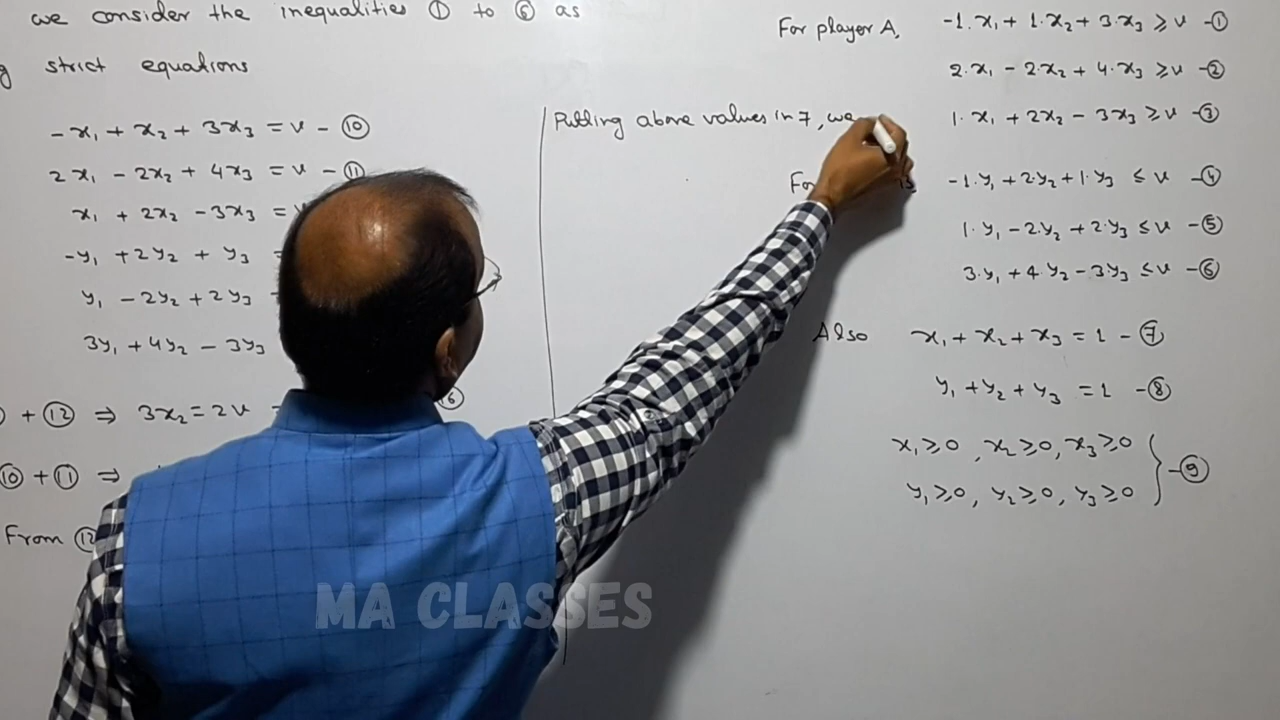 we consider the inequalities ① to ⑥ as
strict equations
-x₁ + x₂ + 3x₃ = v - ⑩
2x₁ - 2x₂ + 4x₃ = v - ⑪
x₁ + 2x₂ - 3x₃ =
-y₁ + 2y₂ + y₃
y₁ - 2y₂ + 2y₃
3y₁ + 4y₂ - 3y₃
+ ⑫ ⇒ 3x₂ = 2v
⑯
⑩ + ⑪ ⇒
From ⑫
Putting above values in 7, we
For player A,
-1.x₁ + 1.x₂ + 3.x₃ ≥ v - ①
2.x₁ - 2.x₂ + 4.x₃ ≥ v - ②
1.x₁ + 2x₂ - 3x₃ ≥ v - ③
-1.y₁ + 2.y₂ + 1.y₃ ≤ v - ④
1.y₁ - 2.y₂ + 2.y₃ ≤ v - ⑤
3.y₁ + 4.y₂ - 3y₃ ≤ v - ⑥
Also x₁ + x₂ + x₃ = 1 - ⑦
y₁ + y₂ + y₃ = 1 - ⑧
x₁ ≥ 0, x₂ ≥ 0, x₃ ≥ 0
y₁ ≥ 0, y₂ ≥ 0, y₃ ≥ 0 } - ⑨
MA CLASSES